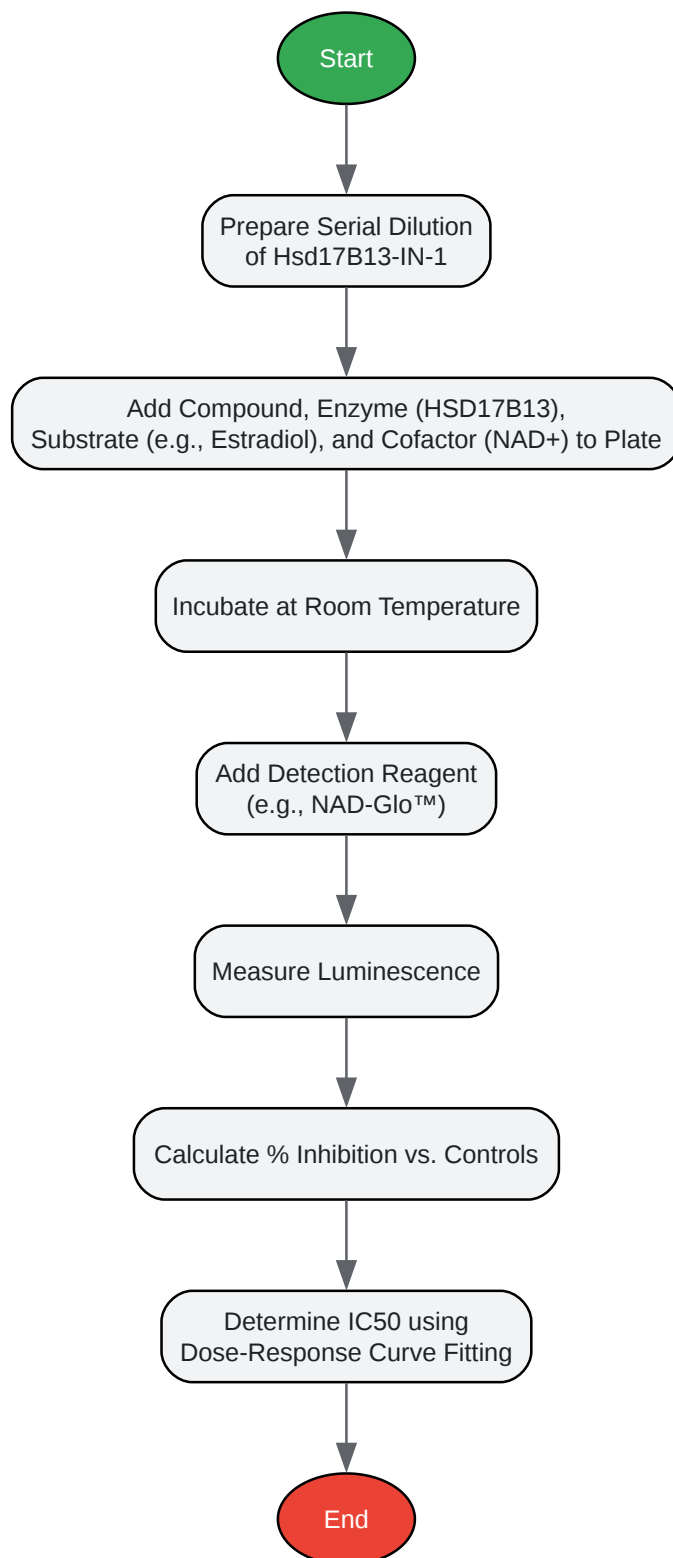 Start
Prepare Serial Dilution
of Hsd17B13-IN-1
Add Compound, Enzyme (HSD17B13),
Substrate (e.g., Estradiol), and Cofactor (NAD+) to Plate
Incubate at Room Temperature
Add Detection Reagent
(e.g., NAD-Glo™)
Measure Luminescence
Calculate % Inhibition vs. Controls
Determine IC50 using
Dose-Response Curve Fitting
End